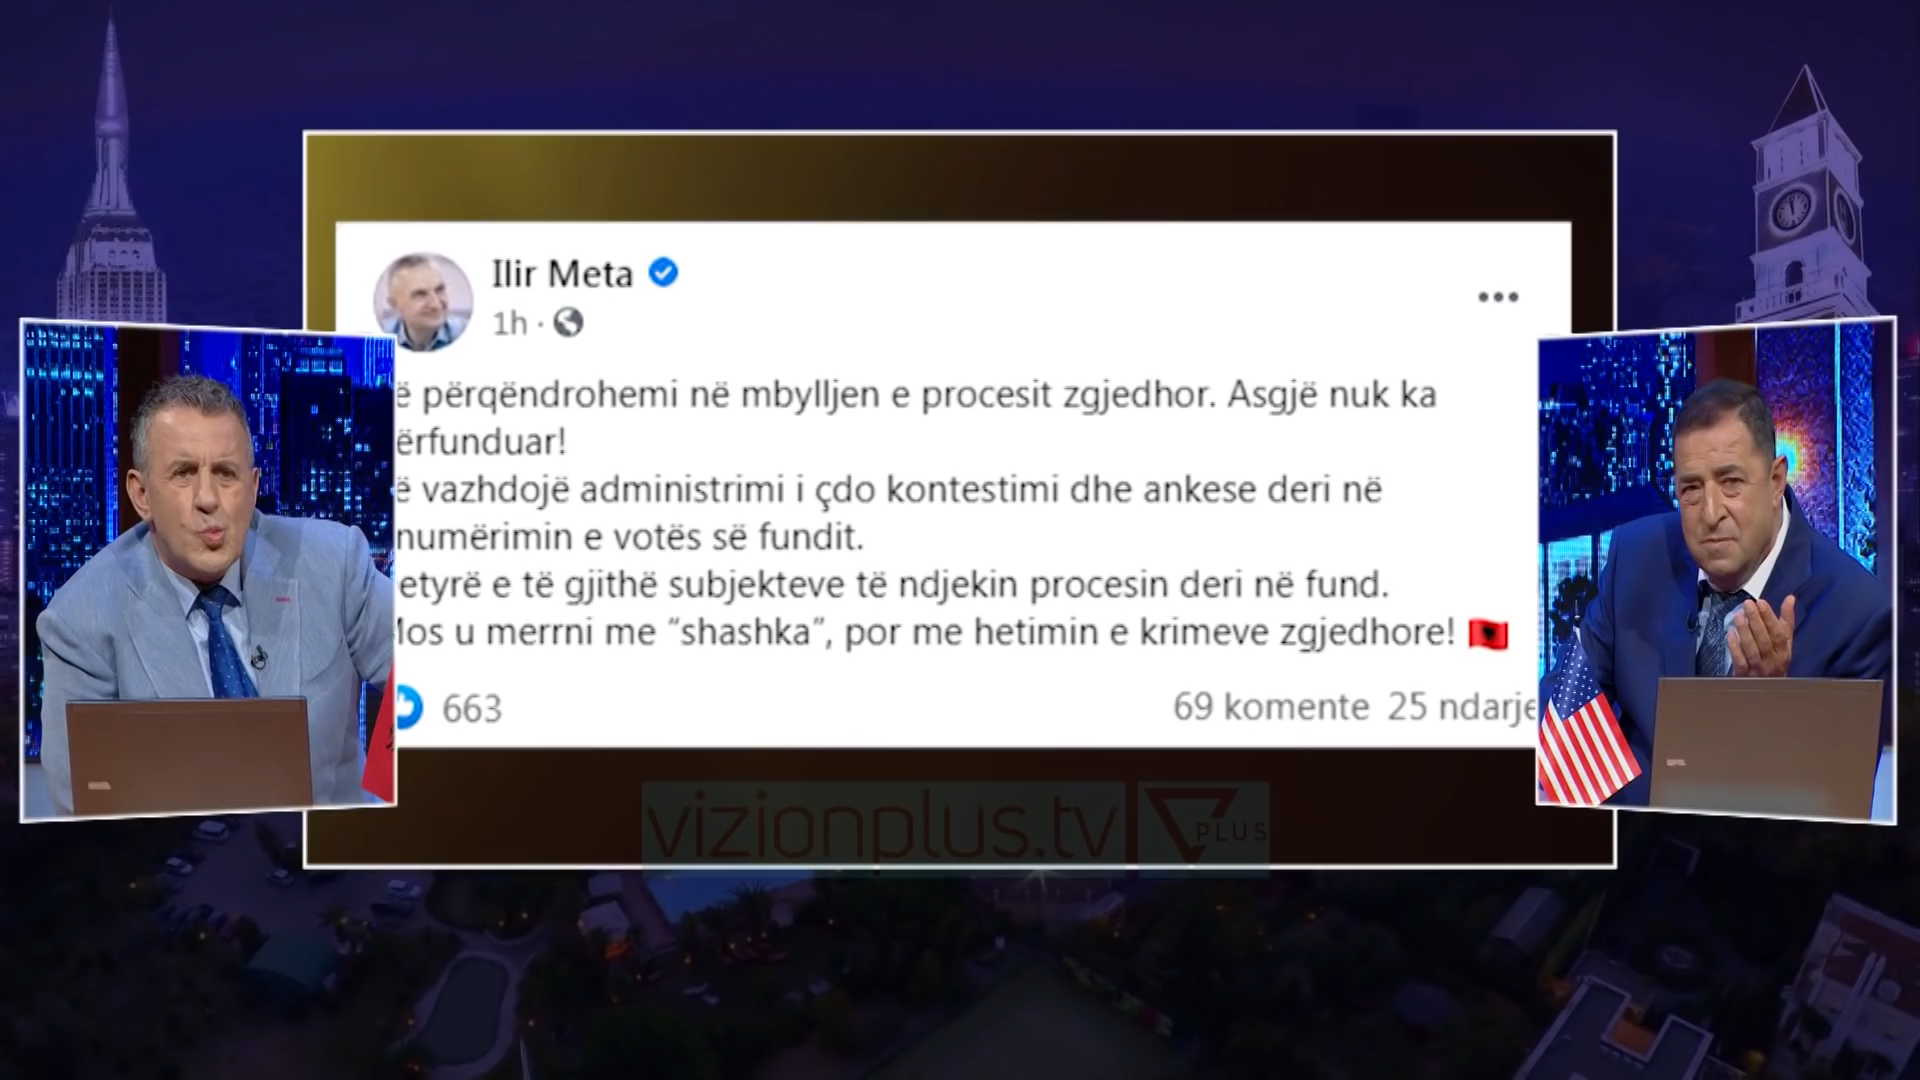 Ilir Meta
1h ·
përqëndrohemi në mbylljen e procesit zgjedhor. Asgjë nuk ka
ërfunduar!
vazhdojë administrimi i çdo kontestimi dhe ankese deri në
numërimin e votës së fundit.
etyrë e të gjithë subjekteve të ndjekin procesin deri në fund.
los u merrni me “shashka”, por me hetimin e krimeve zgjedhore!
663
69 komente 25 ndarje
vizionplus.tv PLUS